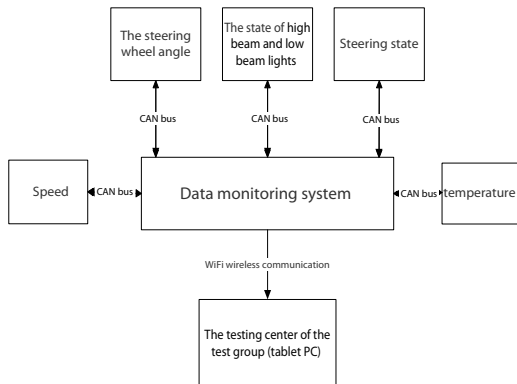 The steering
wheel angle
The state of high
beam and low
beam lights
Steering state
CAN bus
CAN bus
CAN bus
Speed
CAN bus
Data monitoring system
CAN bus
temperature
WiFi wireless communication
The testing center of the
test group (tablet PC)